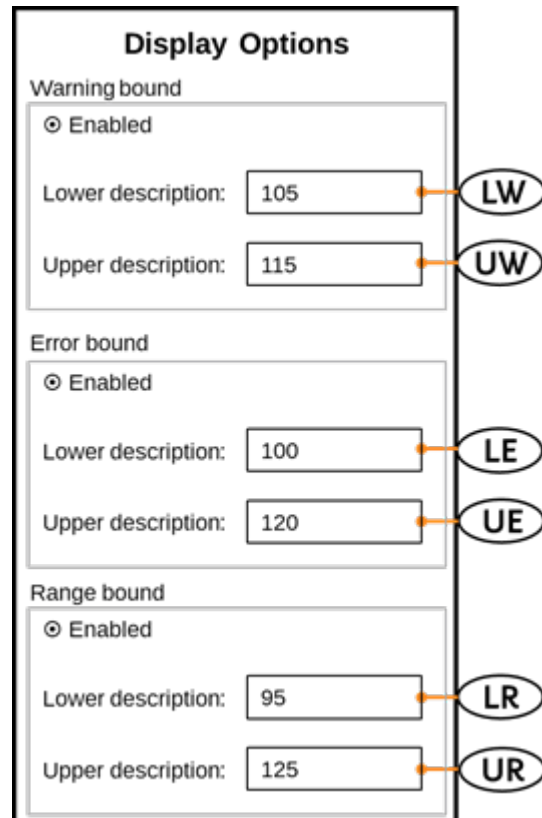 Display Options
Warning bound
Enabled
Lower description: 105 LW
Upper description: 115 UW
Error bound
Enabled
Lower description: 100 LE
Upper description: 120 UE
Range bound
Enabled
Lower description: 95 LR
Upper description: 125 UR